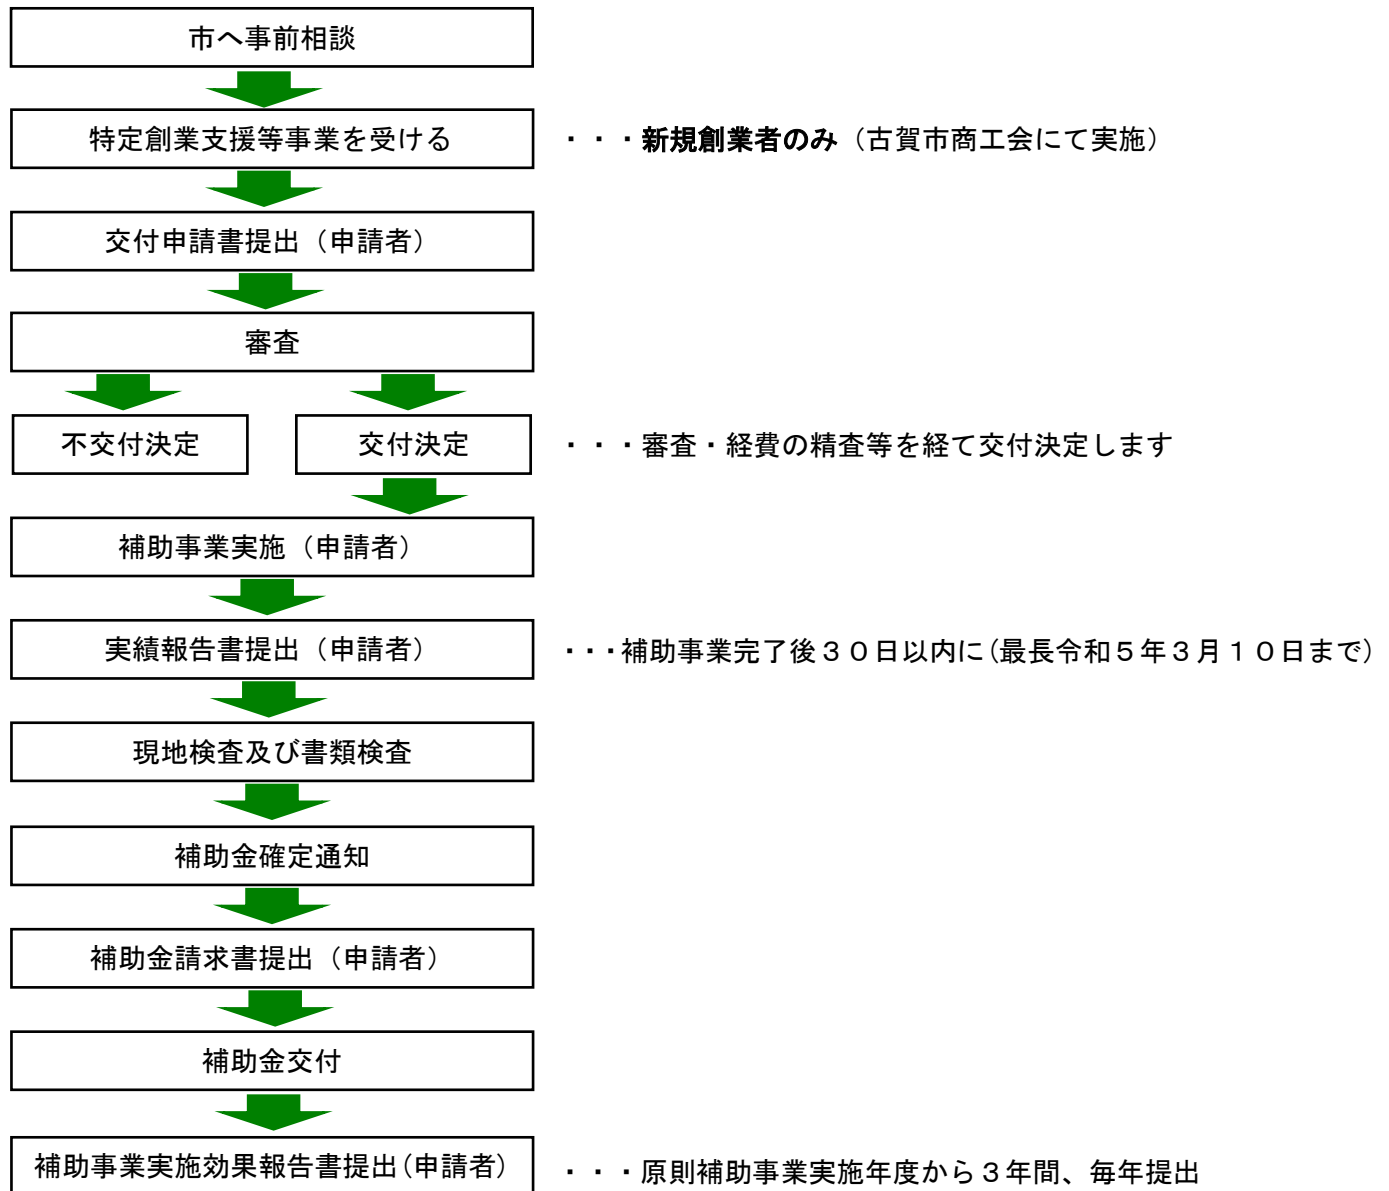 市へ事前相談
特定創業支援等事業を受ける ・・・新規創業者のみ（古賀市商工会にて実施）
交付申請書提出（申請者）
審査
不交付決定 交付決定 ・・・審査・経費の精査等を経て交付決定します
補助事業実施（申請者）
実績報告書提出（申請者） ・・・補助事業完了後３０日以内に(最長令和５年３月１０日まで)
現地検査及び書類検査
補助金確定通知
補助金請求書提出（申請者）
補助金交付
補助事業実施効果報告書提出(申請者) ・・・原則補助事業実施年度から３年間、毎年提出